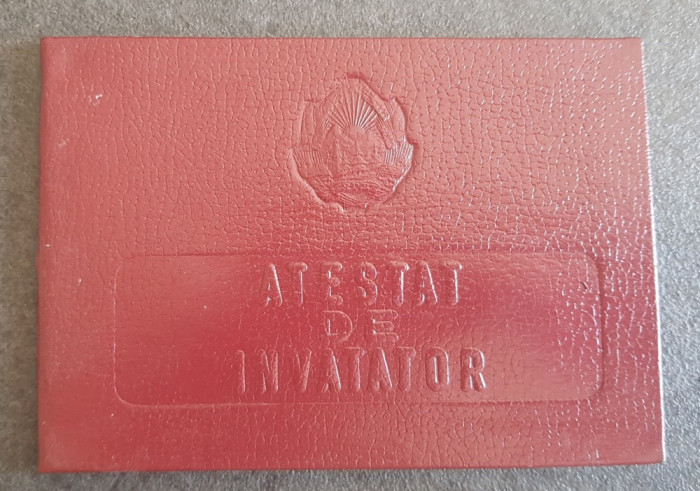 ATESTAT
DE
INVATATOR